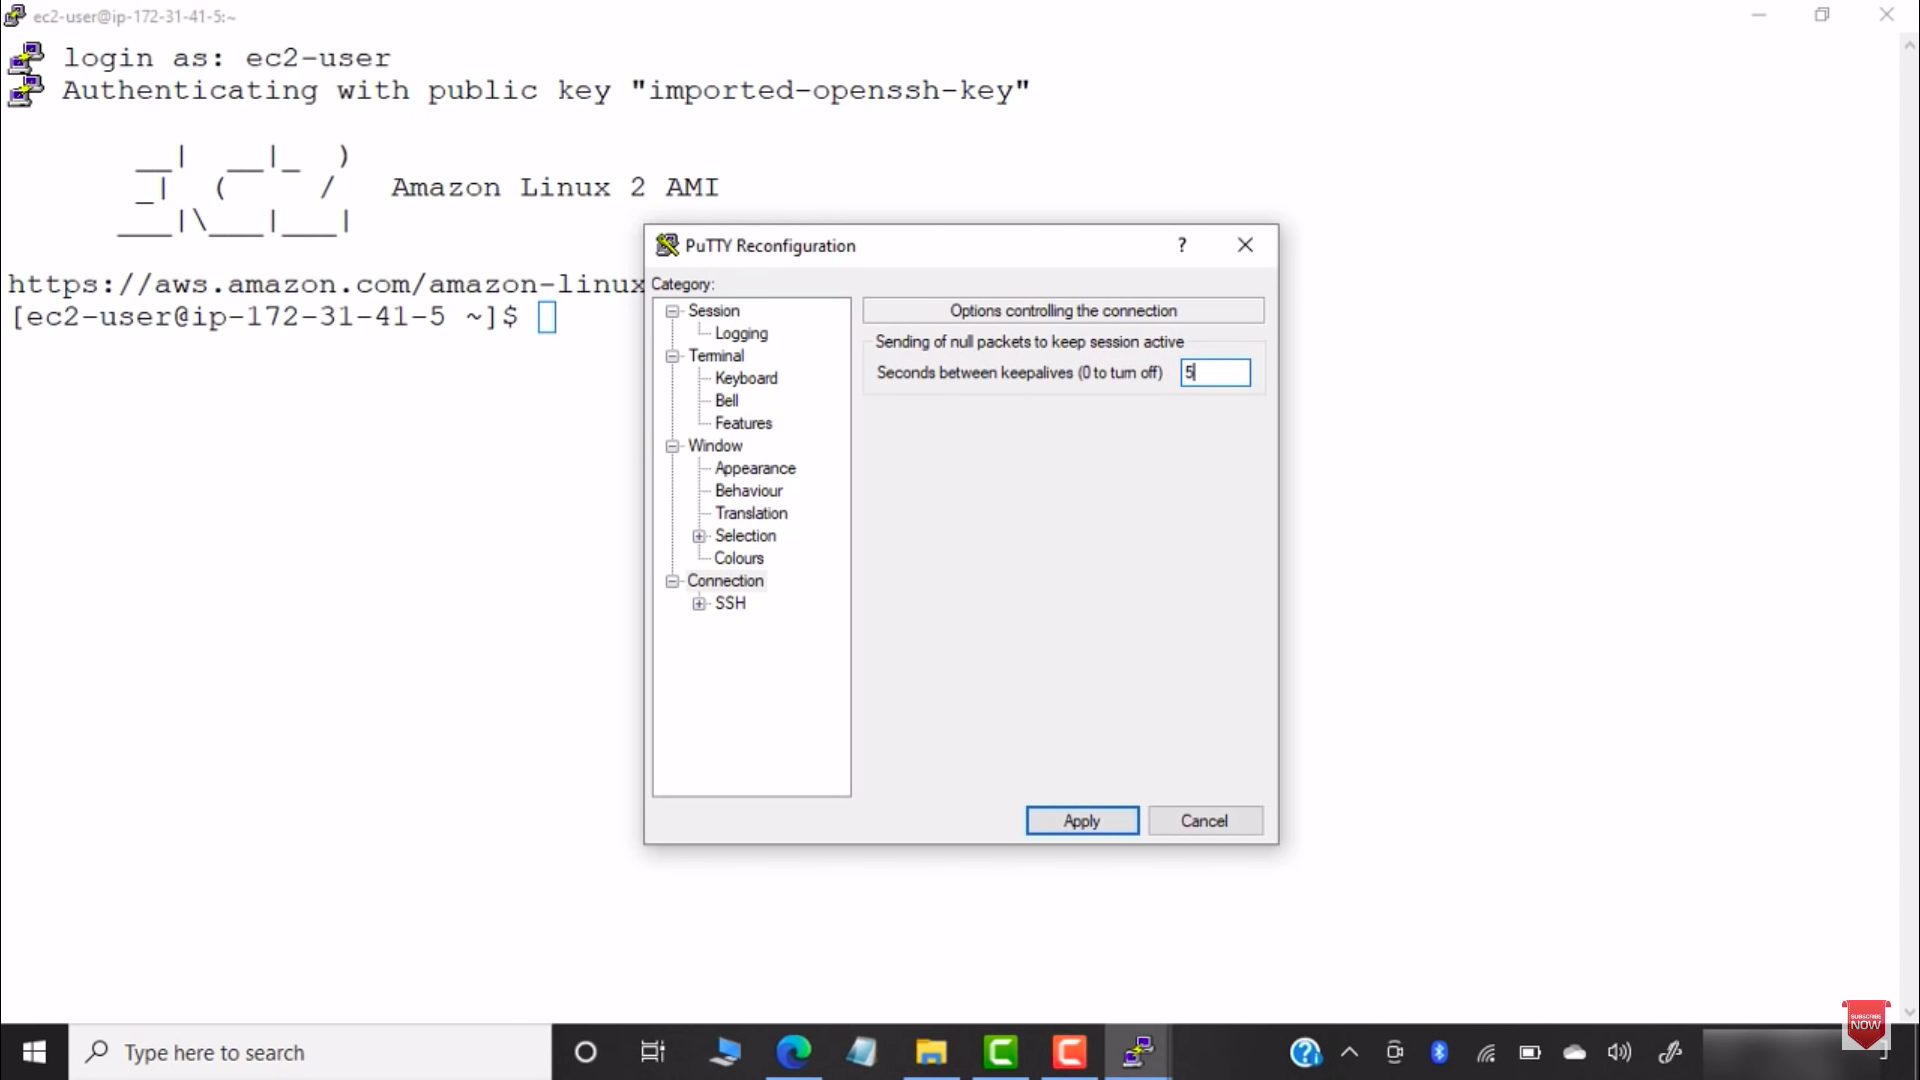 ec2-user@ip-172-31-41-5:~
login as: ec2-user
Authenticating with public key "imported-openssh-key"
__|  __|_  )
_|  (     /   Amazon Linux 2 AMI
___|\___|___|
https://aws.amazon.com/amazon-linux
[ec2-user@ip-172-31-41-5 ~]$
PuTTY Reconfiguration
?
Category:
Session
Logging
Terminal
Keyboard
Bell
Features
Window
Appearance
Behaviour
Translation
Selection
Colours
Connection
SSH
Options controlling the connection
Sending of null packets to keep session active
Seconds between keepalives (0 to turn off) 5
Apply
Cancel
SUBSCRIBE
NOW
Type here to search